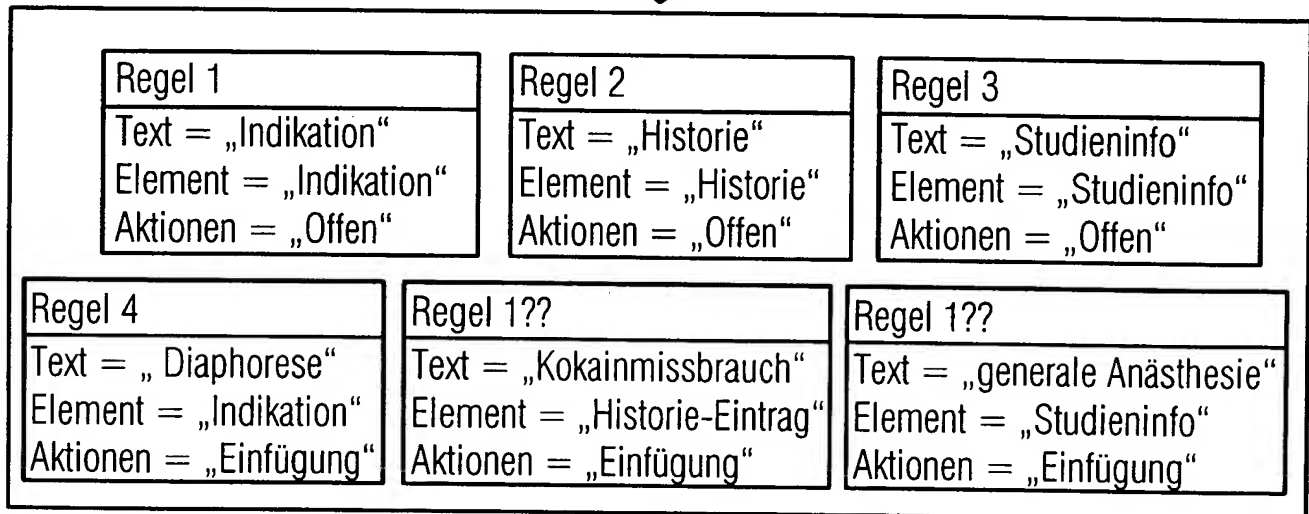 Regel 1
Text = „Indikation“
Element = „Indikation“
Aktionen = „Offen“
Regel 2
Text = „Historie“
Element = „Historie“
Aktionen = „Offen“
Regel 3
Text = „Studieninfo“
Element = „Studieninfo“
Aktionen = „Offen“
Regel 4
Text = „ Diaphorese“
Element = „Indikation“
Aktionen = „Einfügung“
Regel 1??
Text = „Kokainmissbrauch“
Element = „Historie-Eintrag“
Aktionen = „Einfügung“
Regel 1??
Text = „generale Anästhesie“
Element = „Studieninfo“
Aktionen = „Einfügung“